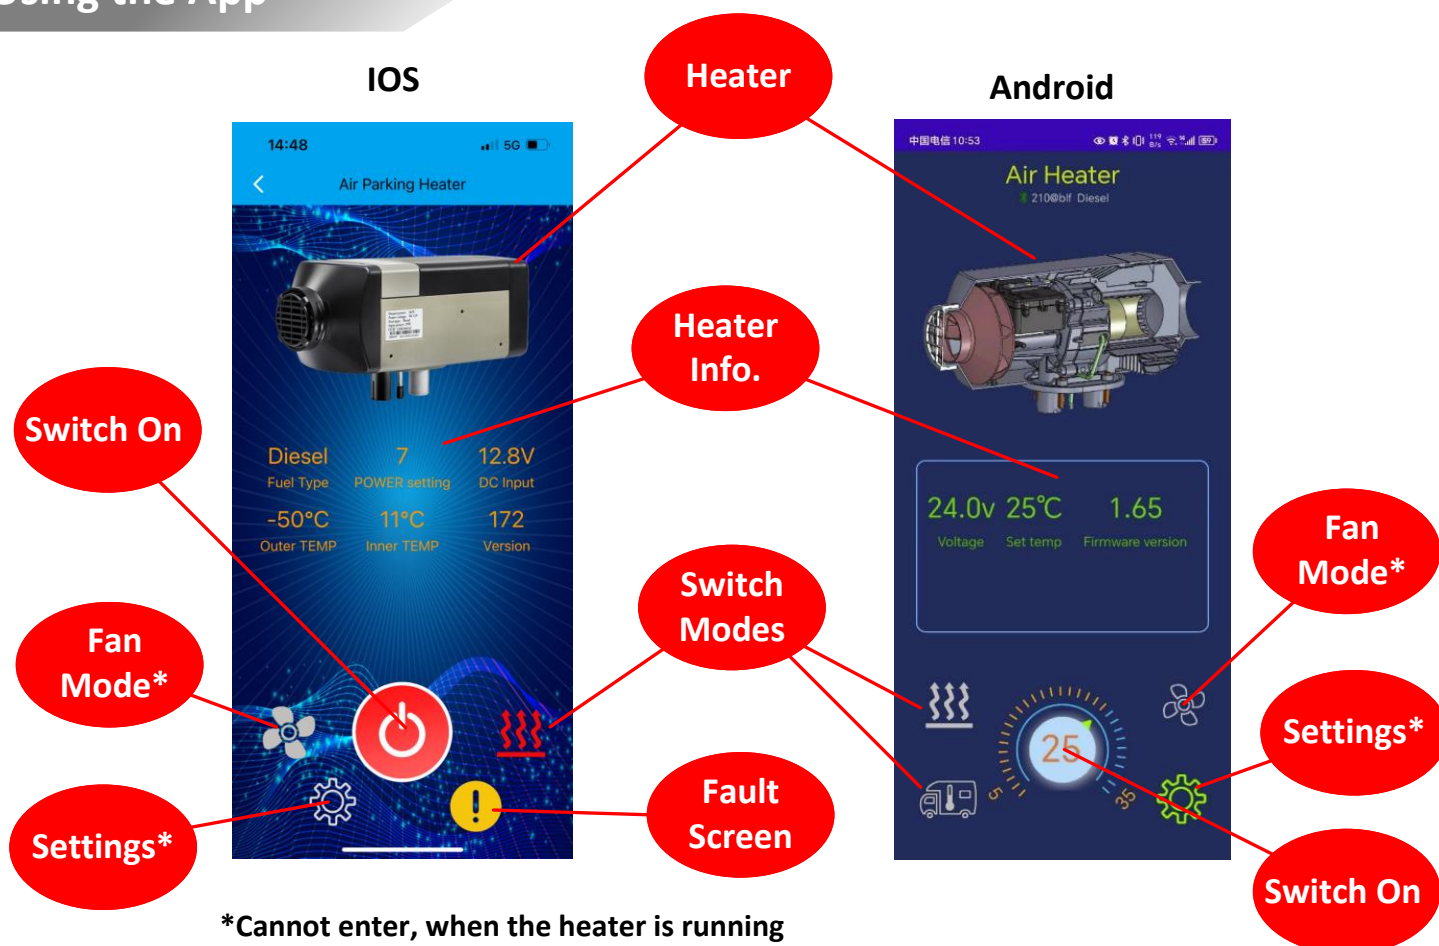 Using the App
IOS
Heater
Android
14:48
5G
中国电信 10:53
119
B/s
Air Parking Heater
Air Heater
210@blf Diesel
Heater
Info.
Switch On
Diesel
7
12.8V
Fuel Type
POWER setting
DC Input
-50°C
11°C
172
Outer TEMP
Inner TEMP
Version
24.0v
25℃
1.65
Voltage
Set temp
Firmware version
Fan
Mode*
Switch
Modes
Fan
Mode*
Settings*
25
5
35
Fault
Screen
Settings*
Switch On
*Cannot enter, when the heater is running